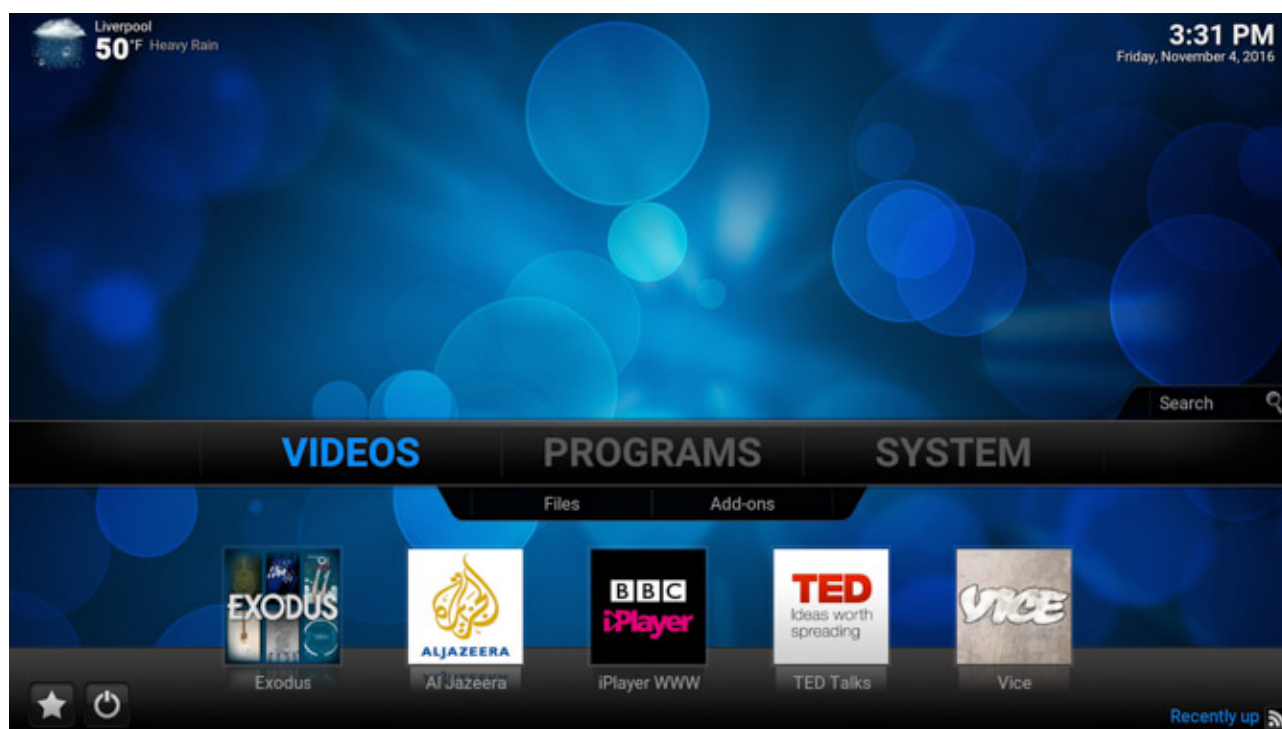 Liverpool
50°F Heavy Rain
3:31 PM
Friday, November 4, 2016
Search
VIDEOS PROGRAMS SYSTEM
Files Add-ons
EXODUS
الجزيرة
ALJAZEERA
BBC
iPlayer
TED
Ideas worth
spreading
VICE
Exodus Al Jazeera iPlayer WWW TED Talks Vice
Recently up